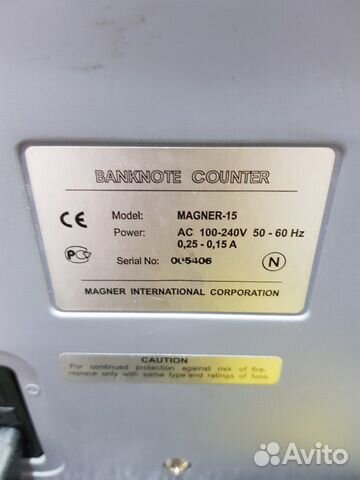 BANKNOTE COUNTER
CE
Model: MAGNER-15
Power: AC 100-240V 50 - 60 Hz
0,25 - 0,15 A
Serial No: 005406
N
MAGNER INTERNATIONAL CORPORATION
CAUTION
For continued protection against risk of fire,
replace only with same type and ratings of fuses.
Avito